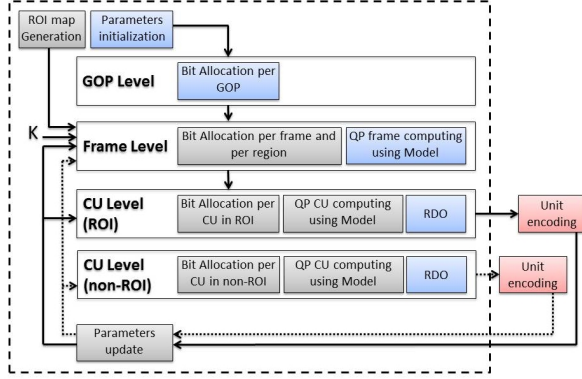 ROI map
Generation
Parameters
initialization
GOP Level
Bit Allocation per
GOP
K
Frame Level
Bit Allocation per frame and
per region
QP frame computing
using Model
CU Level
(ROI)
Bit Allocation per
CU in ROI
QP CU computing
using Model
RDO
Unit
encoding
CU Level
(non-ROI)
Bit Allocation per
CU in non-ROI
QP CU computing
using Model
RDO
Unit
encoding
Parameters
update